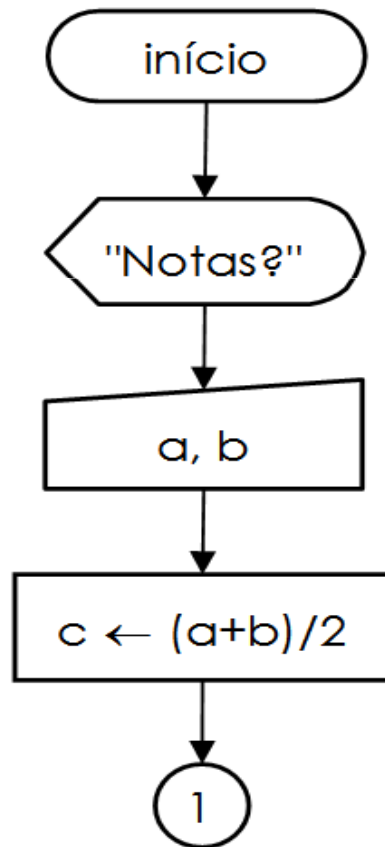 início
"Notas?"
a, b
c ← (a+b)/2
1